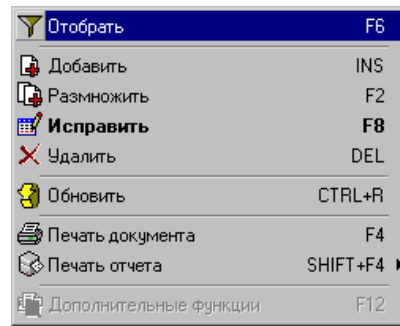 Отобрать F6
Добавить INS
Размножить F2
Исправить F8
Удалить DEL
Обновить CTRL+R
Печать документа F4
Печать отчета SHIFT+F4
Дополнительные функции F12